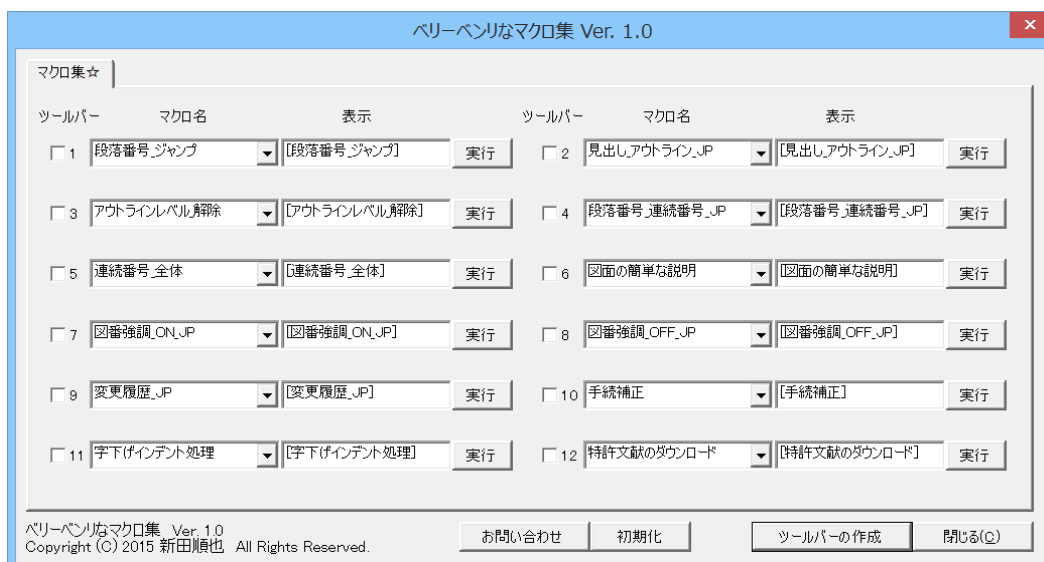 ベリーベンリなマクロ集 Ver. 1.0
マクロ集☆
ツールバー マクロ名 表示 ツールバー マクロ名 表示
1 段落番号_ジャンプ [段落番号_ジャンプ] 実行 2 見出し_アウトライン_JP [見出し_アウトライン_JP] 実行
3 アウトラインレベル_解除 [アウトラインレベル_解除] 実行 4 段落番号_連続番号_JP [段落番号_連続番号_JP] 実行
5 連続番号_全体 [連続番号_全体] 実行 6 図面の簡単な説明 [図面の簡単な説明] 実行
7 図番強調_ON_JP [図番強調_ON_JP] 実行 8 図番強調_OFF_JP [図番強調_OFF_JP] 実行
9 変更履歴_JP [変更履歴_JP] 実行 10 手続補正 [手続補正] 実行
11 字下げインデント処理 [字下げインデント処理] 実行 12 特許文献のダウンロード [特許文献のダウンロード] 実行
ベリーベンリなマクロ集 Ver. 1.0
Copyright (C) 2015 新田順也 All Rights Reserved.
お問い合わせ 初期化 ツールバーの作成 閉じる(C)